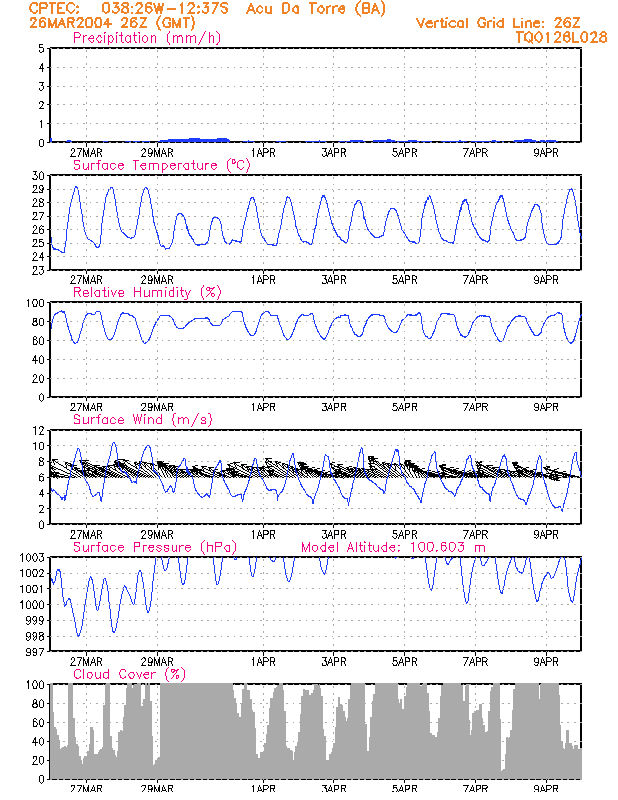 CPTEC: 038:26W-12:37S Acu Da Torre (BA)
26MAR2004 26Z (GMT) Vertical Grid Line: 26Z
Precipitation (mm/h) TQ0126L028
5
4
3
2
1
0
27MAR 29MAR 1APR 3APR 5APR 7APR 9APR
Surface Temperature (°C)
30
29
28
27
26
25
24
23
27MAR 29MAR 1APR 3APR 5APR 7APR 9APR
Relative Humidity (%)
100
80
60
40
20
0
27MAR 29MAR 1APR 3APR 5APR 7APR 9APR
Surface Wind (m/s)
12
10
8
6
4
2
0
27MAR 29MAR 1APR 3APR 5APR 7APR 9APR
Surface Pressure (hPa) Model Altitude: 100.603 m
1003
1002
1001
1000
999
998
997
27MAR 29MAR 1APR 3APR 5APR 7APR 9APR
Cloud Cover (%)
100
80
60
40
20
0
27MAR 29MAR 1APR 3APR 5APR 7APR 9APR